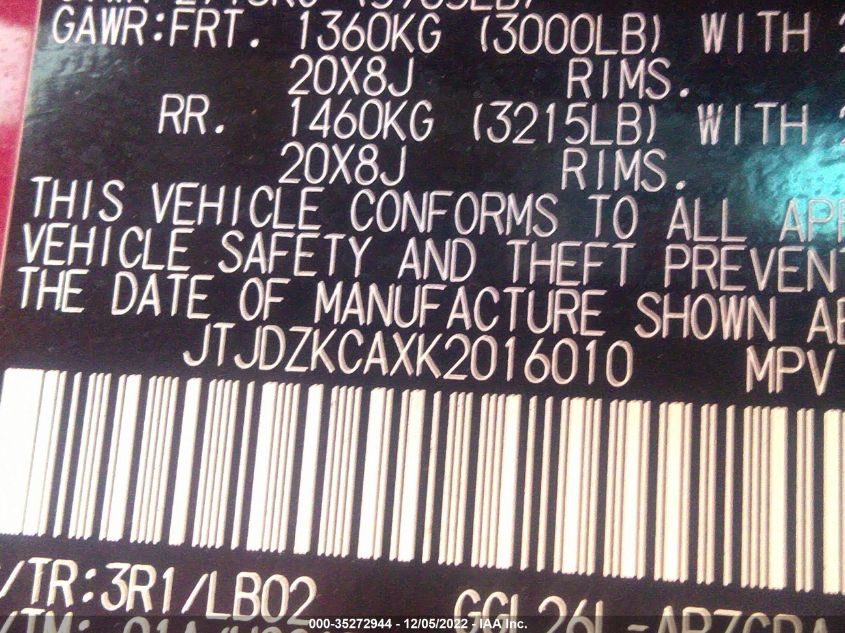 GAWR:FRT. 1360KG (3000LB) WITH
20X8J RIMS.
RR. 1460KG (3215LB) WITH
20X8J RIMS.
THIS VEHICLE CONFORMS TO ALL
VEHICLE SAFETY AND THEFT PREVENT
THE DATE OF MANUFACTURE SHOWN
JTJDZKCAXK2016010 MPV
/TR:3R1/LB02
000-35272944 - 12/05/2022 - IAA Inc.